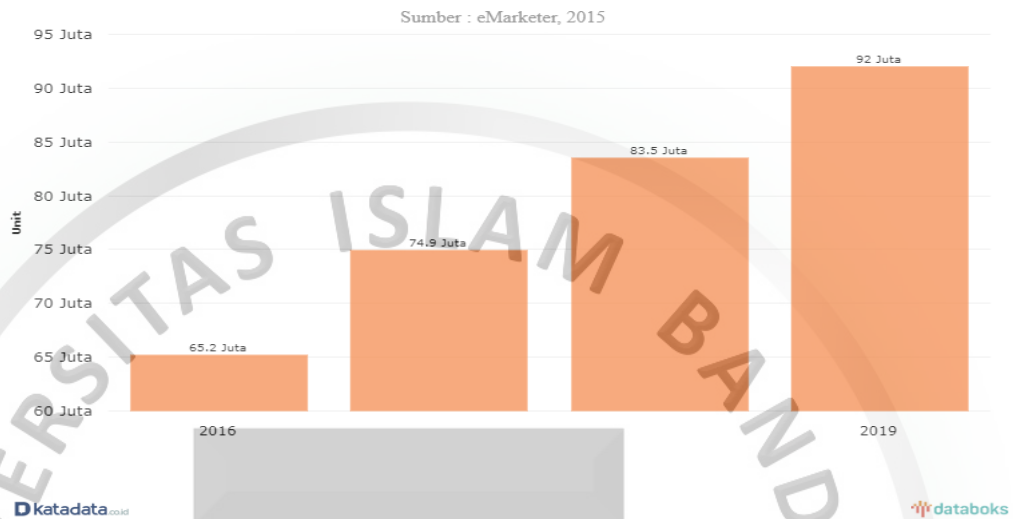 Sumber : eMarketer, 2015
95 Juta
90 Juta
85 Juta
80 Juta
75 Juta
70 Juta
65 Juta
60 Juta
Unit
65.2 Juta
74.9 Juta
83.5 Juta
92 Juta
2016
2019
ERSITAS ISLAM BAND
Dkatadata.co.id
databoks